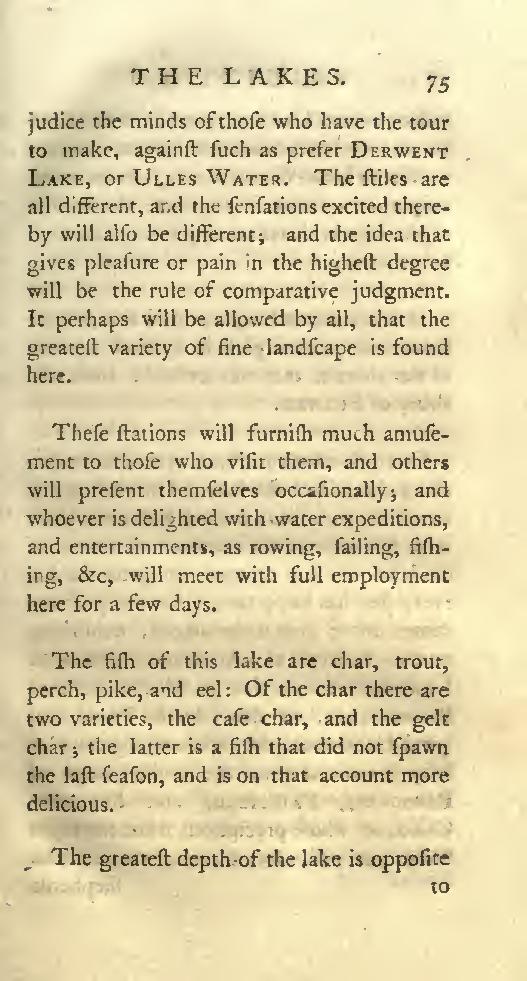 THE LAKES. 75
judice the minds of thoſe who have the tour
to make, againſt ſuch as prefer DERWENT
LAKE, or ULLES WATER. The ſtiles are
all different, and the ſenſations excited there-
by will alſo be different; and the idea that
gives pleaſure or pain in the higheſt degree
will be the rule of comparative judgment.
It perhaps will be allowed by all, that the
greateſt variety of fine landſcape is found
here.
Theſe ſtations will furniſh much amuſe-
ment to thoſe who viſit them, and others
will preſent themſelves occaſionally; and
whoever is delighted with water expeditions,
and entertainments, as rowing, ſailing, fiſh-
ing, &c, will meet with full employment
here for a few days.
The fiſh of this lake are char, trout,
perch, pike, and eel: Of the char there are
two varieties, the caſe char, and the gelt
char; the latter is a fiſh that did not ſpawn
the laſt ſeaſon, and is on that account more
delicious.
The greateſt depth of the lake is oppoſite
to